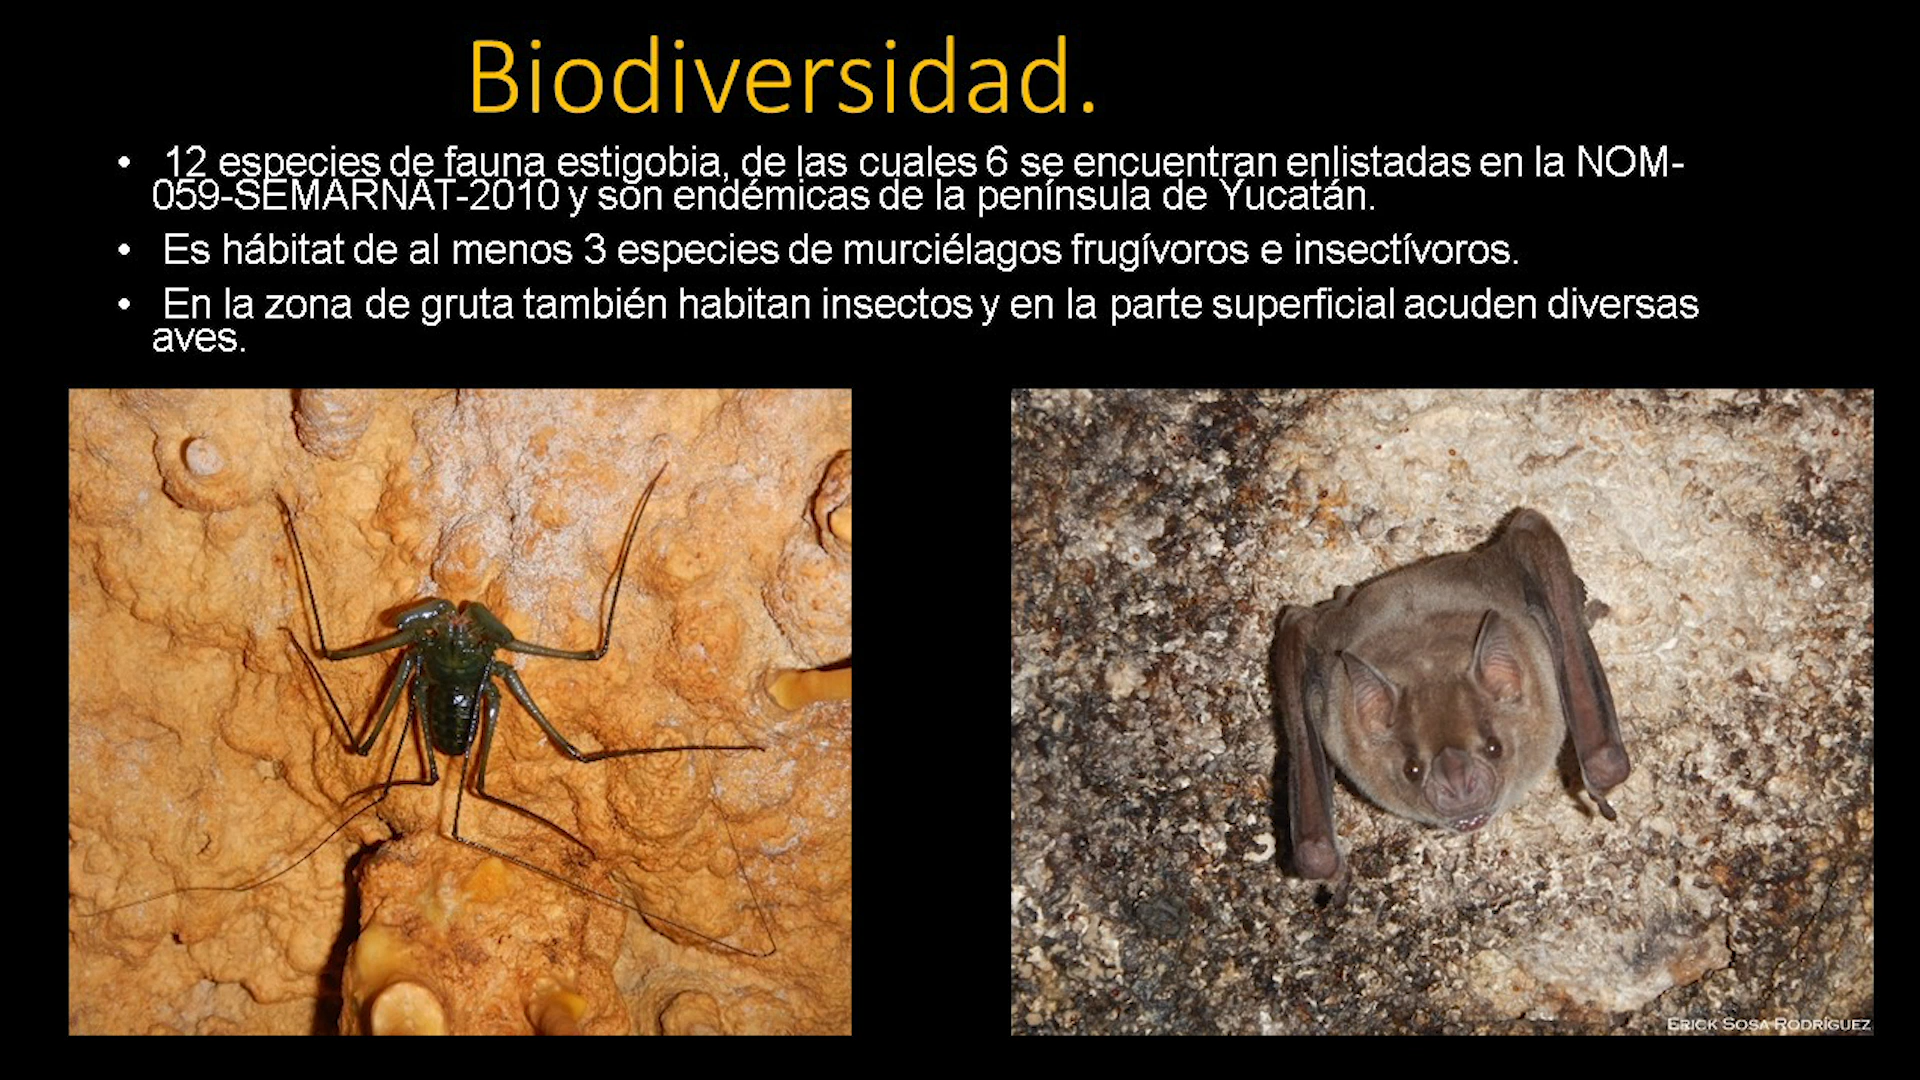 Biodiversidad.
• 12 especies de fauna estigobia, de las cuales 6 se encuentran enlistadas en la NOM-
059-SEMARNAT-2010 y son endémicas de la península de Yucatán.
• Es hábitat de al menos 3 especies de murciélagos frugívoros e insectívoros.
• En la zona de gruta también habitan insectos y en la parte superficial acuden diversas
aves.
ERICK SOSA RODRÍGUEZ